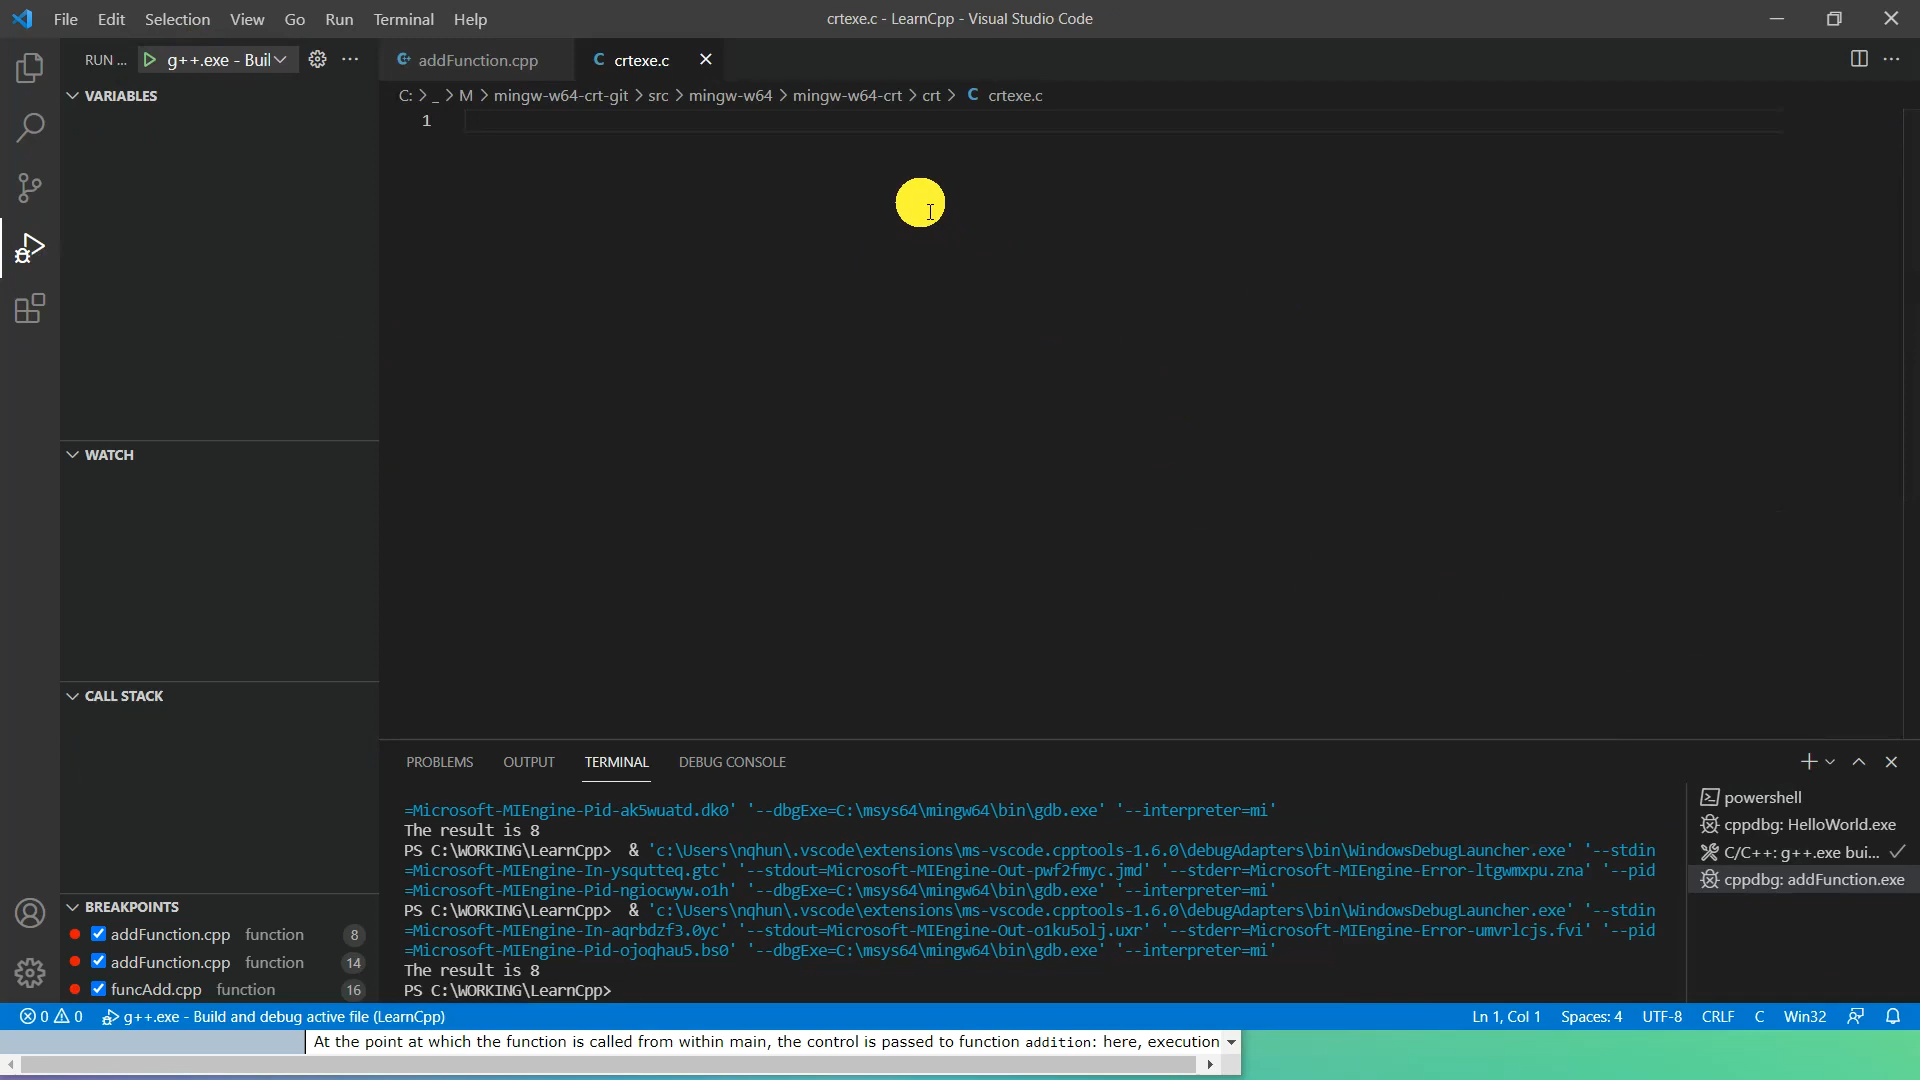 File Edit Selection View Go Run Terminal Help
crtexe.c - LearnCpp - Visual Studio Code
RUN ... g++.exe - Buil
addFunction.cpp
crtexe.c
VARIABLES
C: > _ > M > mingw-w64-crt-git > src > mingw-w64 > mingw-w64-crt > crt > C crtexe.c
1
WATCH
CALL STACK
PROBLEMS OUTPUT TERMINAL DEBUG CONSOLE
=Microsoft-MIEngine-Pid-ak5wuatd.dk0' '--dbgExe=C:\msys64\mingw64\bin\gdb.exe' '--interpreter=mi'
The result is 8
PS C:\WORKING\LearnCpp> & 'c:\Users\nqhun\.vscode\extensions\ms-vscode.cpptools-1.6.0\debugAdapters\bin\WindowsDebugLauncher.exe' '--stdin
=Microsoft-MIEngine-In-ysqutteq.gtc' '--stdout=Microsoft-MIEngine-Out-pwf2fmyc.jmd' '--stderr=Microsoft-MIEngine-Error-ltgwmxpu.zna' '--pid
=Microsoft-MIEngine-Pid-ngiocwyw.o1h' '--dbgExe=C:\msys64\mingw64\bin\gdb.exe' '--interpreter=mi'
PS C:\WORKING\LearnCpp> & 'c:\Users\nqhun\.vscode\extensions\ms-vscode.cpptools-1.6.0\debugAdapters\bin\WindowsDebugLauncher.exe' '--stdin
=Microsoft-MIEngine-In-aqrbdzf3.0yc' '--stdout=Microsoft-MIEngine-Out-o1ku5olj.uxr' '--stderr=Microsoft-MIEngine-Error-umvrlcjs.fvi' '--pid
=Microsoft-MIEngine-Pid-ojoqhau5.bs0' '--dbgExe=C:\msys64\mingw64\bin\gdb.exe' '--interpreter=mi'
The result is 8
PS C:\WORKING\LearnCpp>
powershell
cppdbg: HelloWorld.exe
C/C++: g++.exe bui...
cppdbg: addFunction.exe
BREAKPOINTS
addFunction.cpp function 8
addFunction.cpp function 14
funcAdd.cpp function 16
0 0 g++.exe - Build and debug active file (LearnCpp)
Ln 1, Col 1 Spaces: 4 UTF-8 CRLF C Win32
At the point at which the function is called from within main, the control is passed to function addition: here, execution